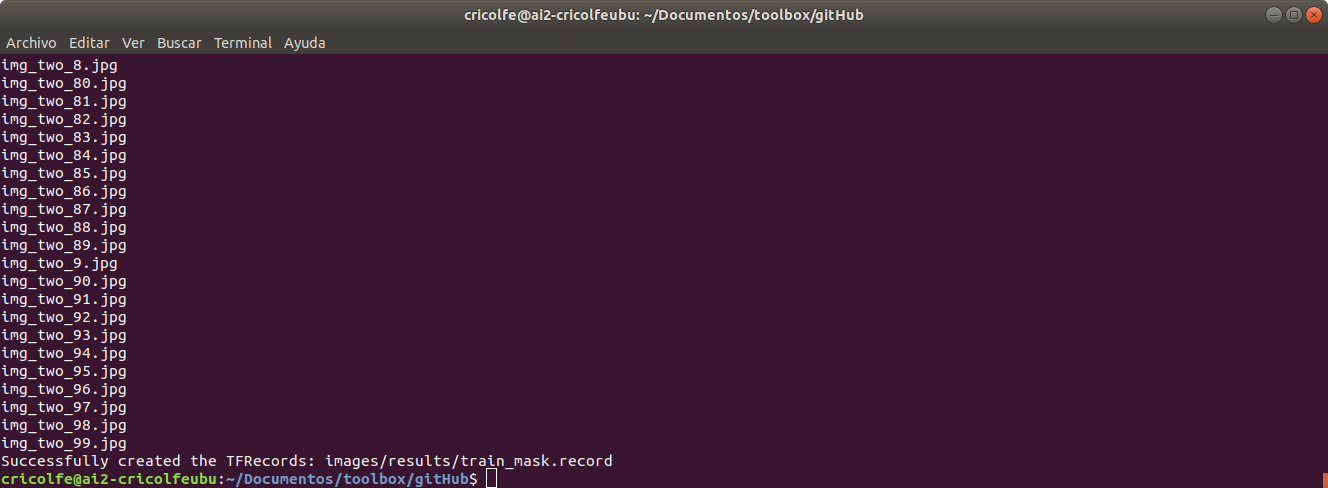 cricolfe@ai2-cricolfeubu: ~/Documentos/toolbox/gitHub
Archivo Editar Ver Buscar Terminal Ayuda
img_two_8.jpg
img_two_80.jpg
img_two_81.jpg
img_two_82.jpg
img_two_83.jpg
img_two_84.jpg
img_two_85.jpg
img_two_86.jpg
img_two_87.jpg
img_two_88.jpg
img_two_89.jpg
img_two_9.jpg
img_two_90.jpg
img_two_91.jpg
img_two_92.jpg
img_two_93.jpg
img_two_94.jpg
img_two_95.jpg
img_two_96.jpg
img_two_97.jpg
img_two_98.jpg
img_two_99.jpg
Successfully created the TFRecords: images/results/train_mask.record
cricolfe@ai2-cricolfeubu:~/Documentos/toolbox/gitHub$